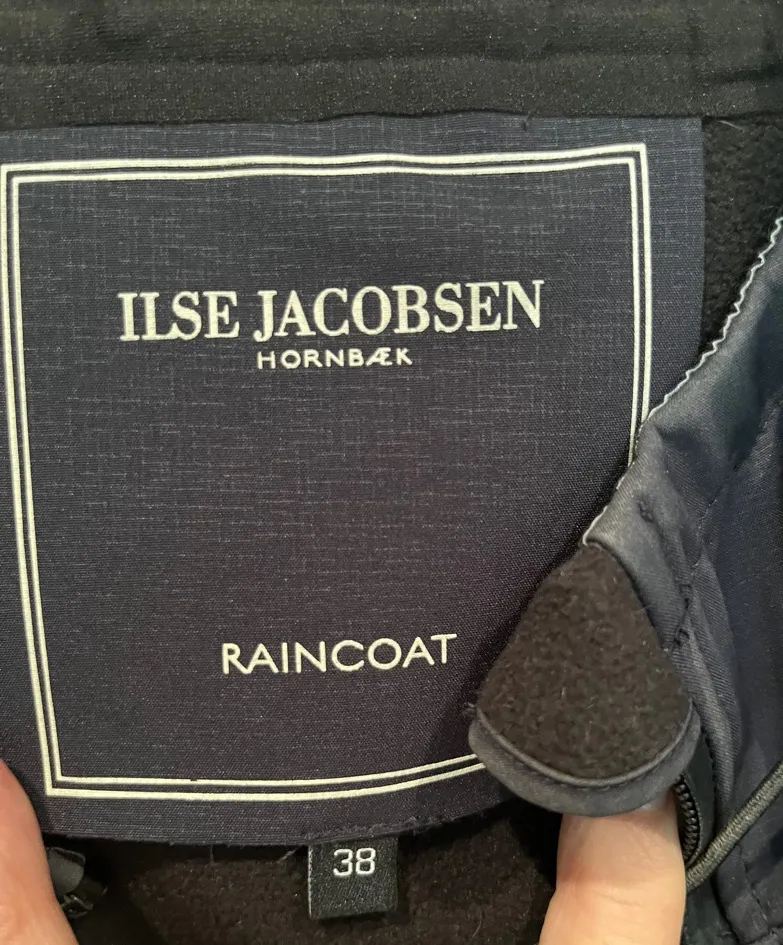 ILSE JACOBSEN
HORNBÆK
RAINCOAT
38